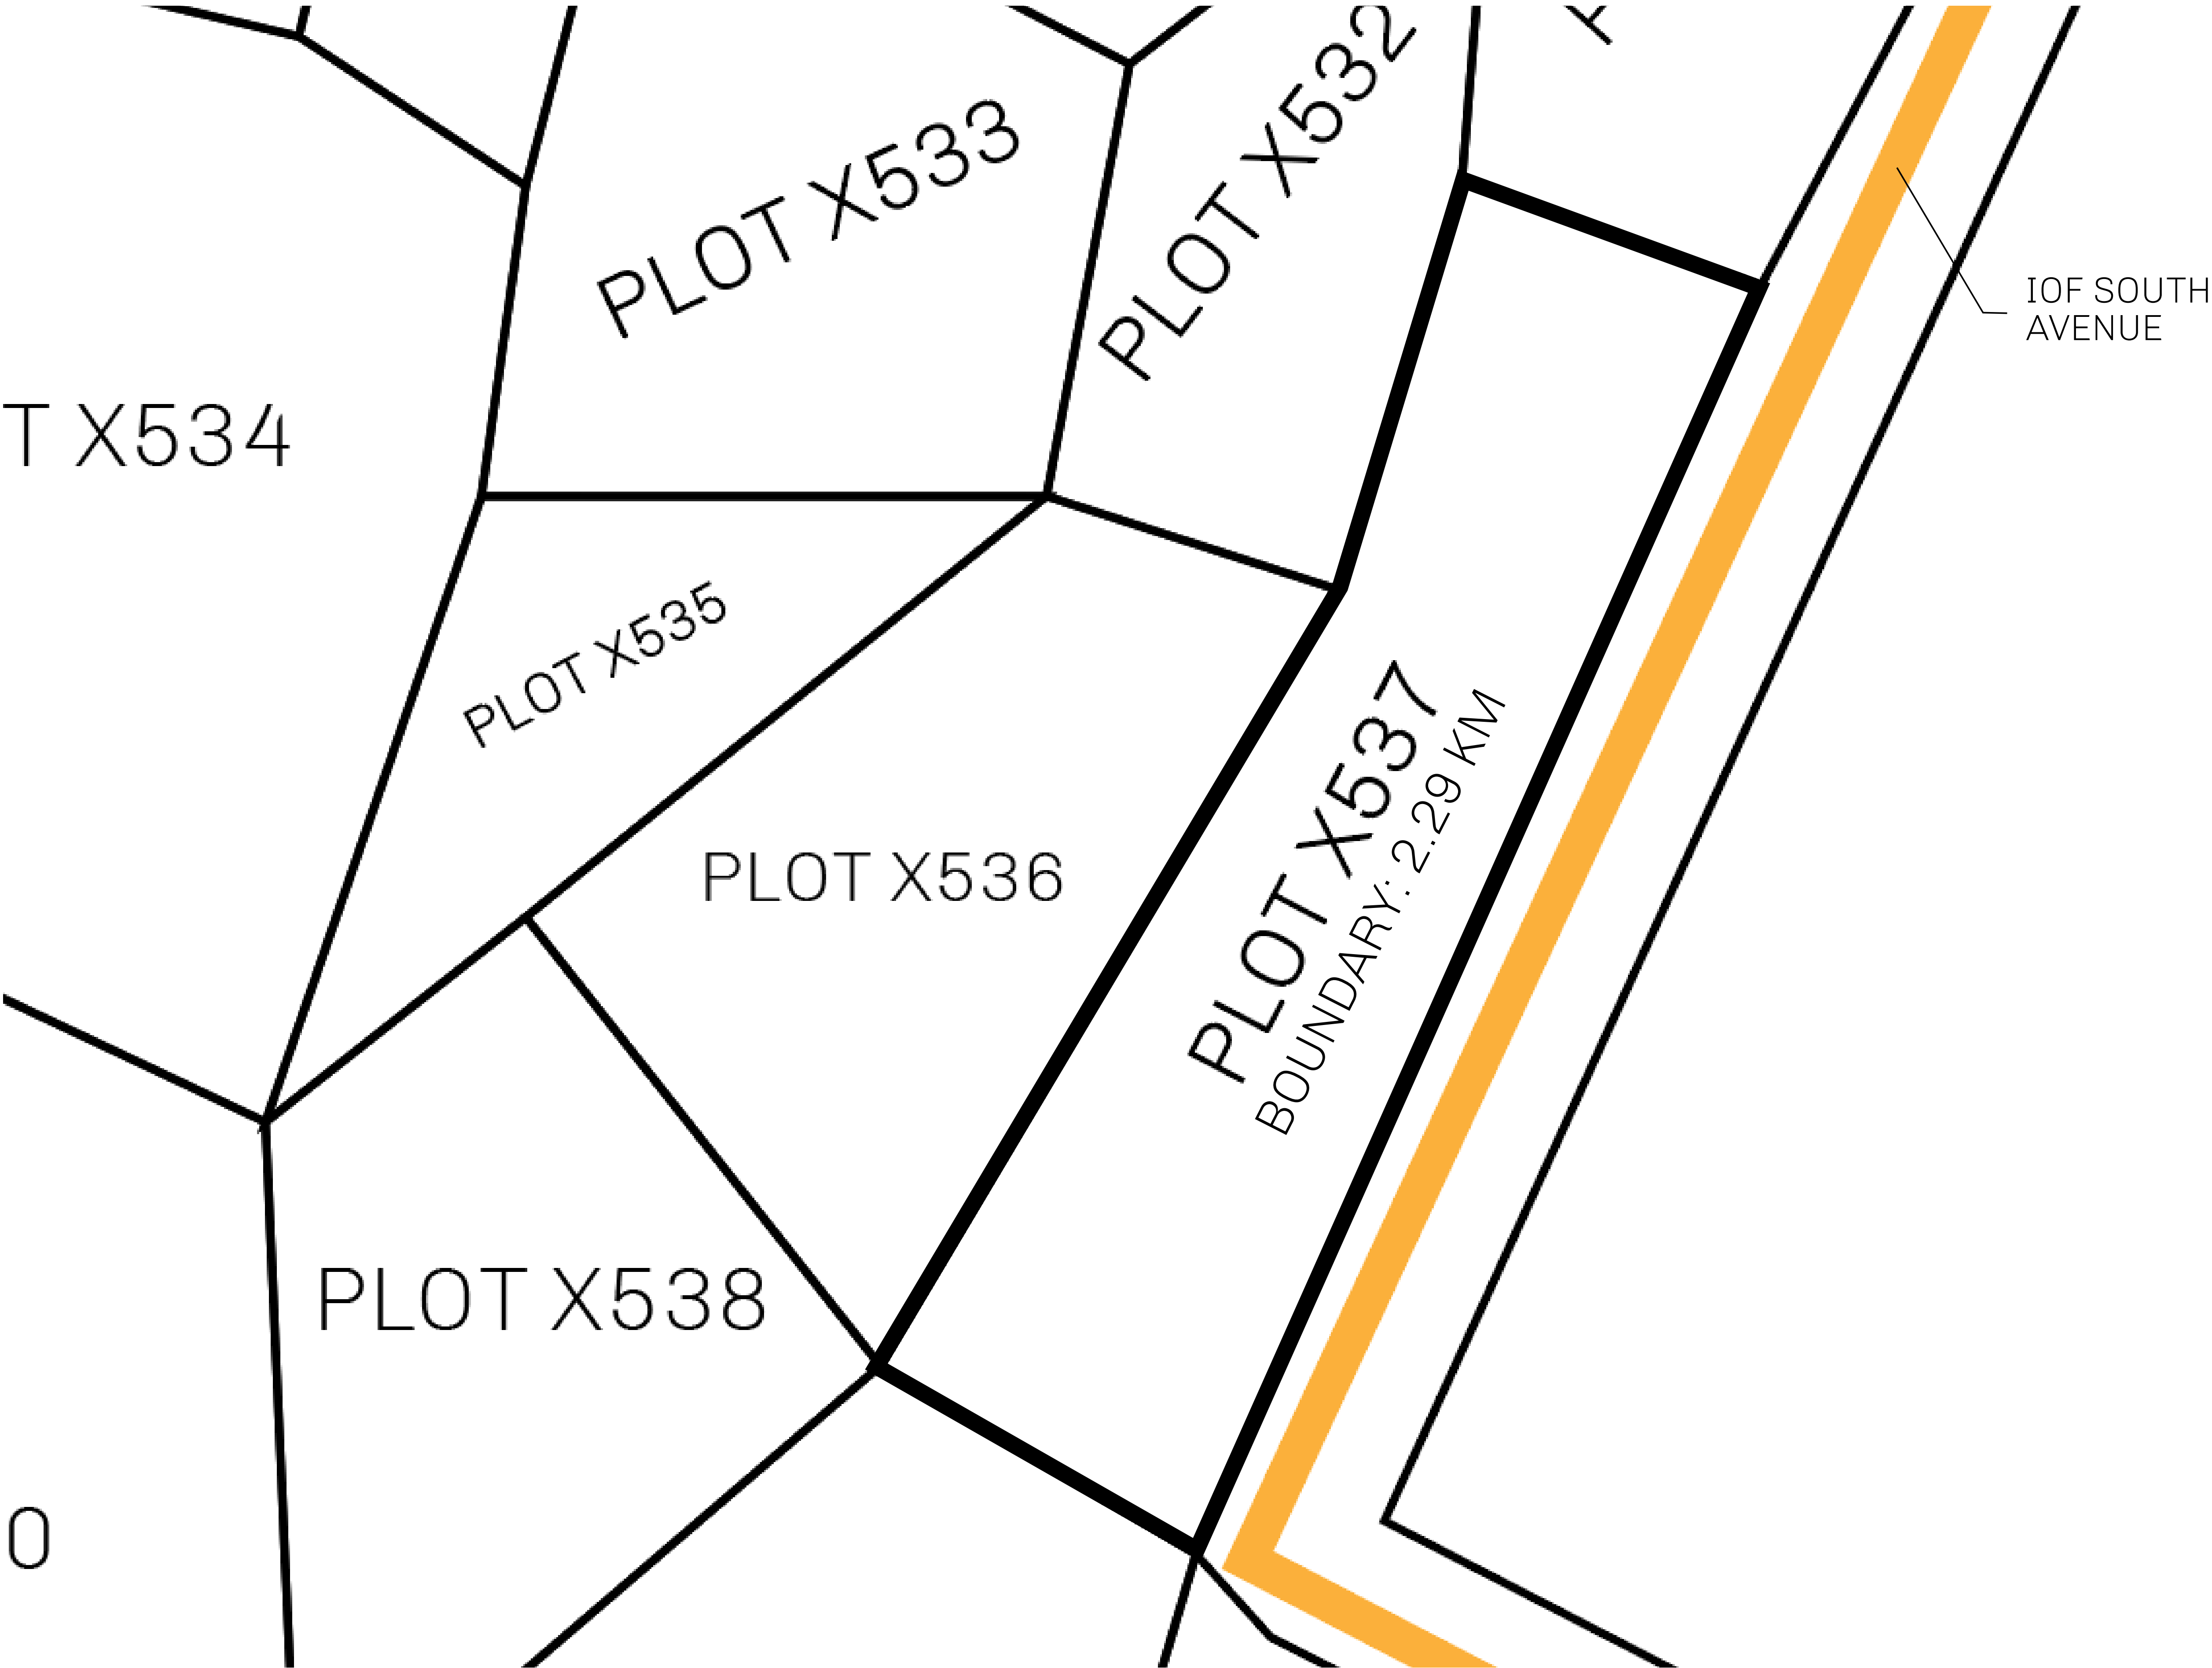 PLOT X533
PLOT X532
IOF SOUTH
AVENUE
T X534
PLOT X535
PLOT X536
PLOT X537
BOUNDARY: 2.29 KM
PLOT X538
0